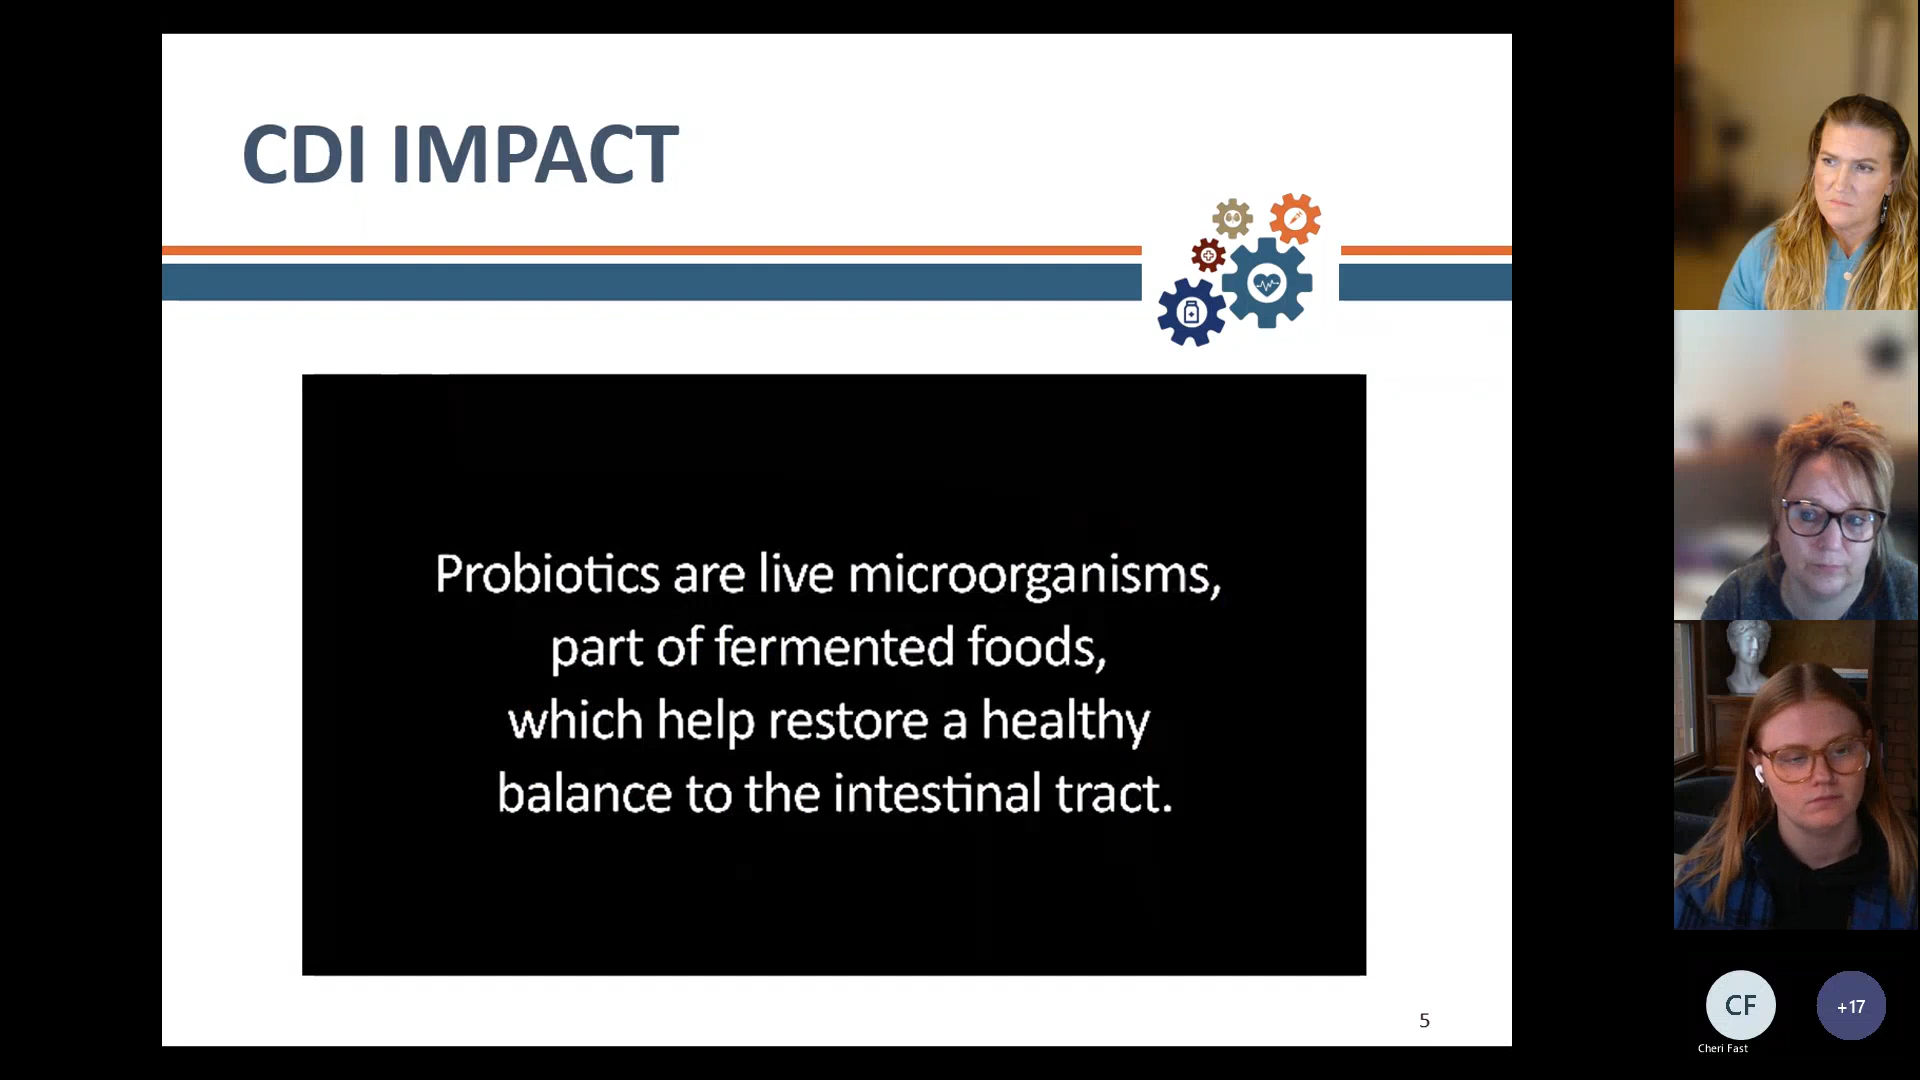 CDI IMPACT
Probiotics are live microorganisms,
part of fermented foods,
which help restore a healthy
balance to the intestinal tract.
5
CF
+17
Cheri Fast